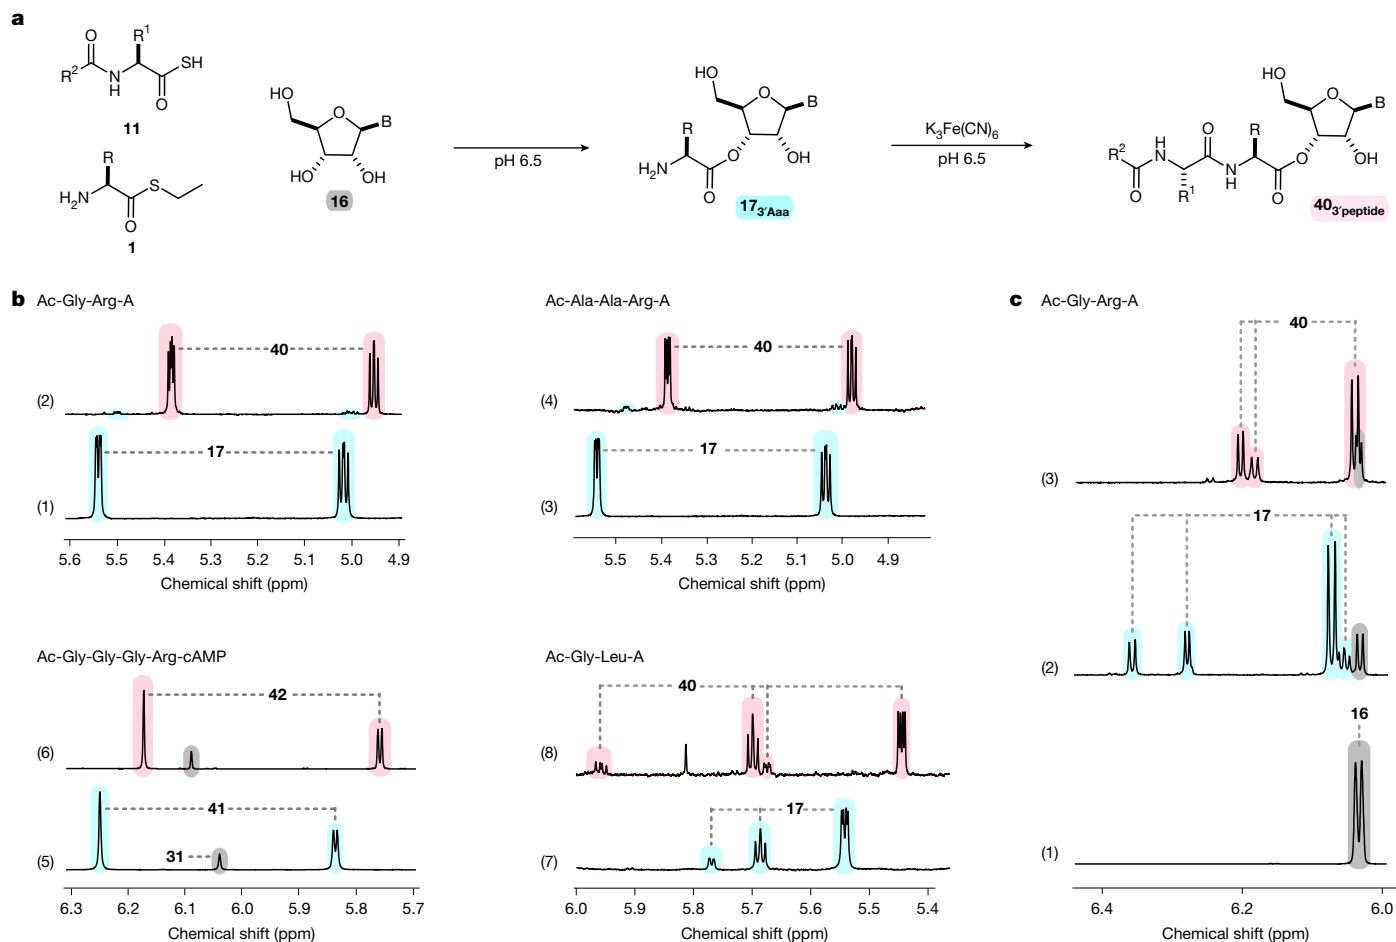 a
O
R1
R2
N
H
SH
O
11
R
H2N
S
O
1
HO
O
B
HO
OH
16
pH 6.5
HO
O
B
R
H2N
O
O
OH
17 3′Aaa
K3Fe(CN)6
pH 6.5
HO
O
B
R2
O
H
N
R1
O
N
H
R
O
O
OH
40 3′peptide
b
Ac-Gly-Arg-A
40
(2)
17
(1)
5.6 5.5 5.4 5.3 5.2 5.1 5.0 4.9
Chemical shift (ppm)
Ac-Ala-Ala-Arg-A
40
(4)
17
(3)
5.5 5.4 5.3 5.2 5.1 5.0 4.9
Chemical shift (ppm)
Ac-Gly-Gly-Gly-Arg-cAMP
42
(6)
41
31
(5)
6.3 6.2 6.1 6.0 5.9 5.8 5.7
Chemical shift (ppm)
Ac-Gly-Leu-A
40
(8)
17
(7)
6.0 5.9 5.8 5.7 5.6 5.5 5.4
Chemical shift (ppm)
c
Ac-Gly-Arg-A
40
(3)
17
(2)
16
(1)
6.4 6.2 6.0
Chemical shift (ppm)